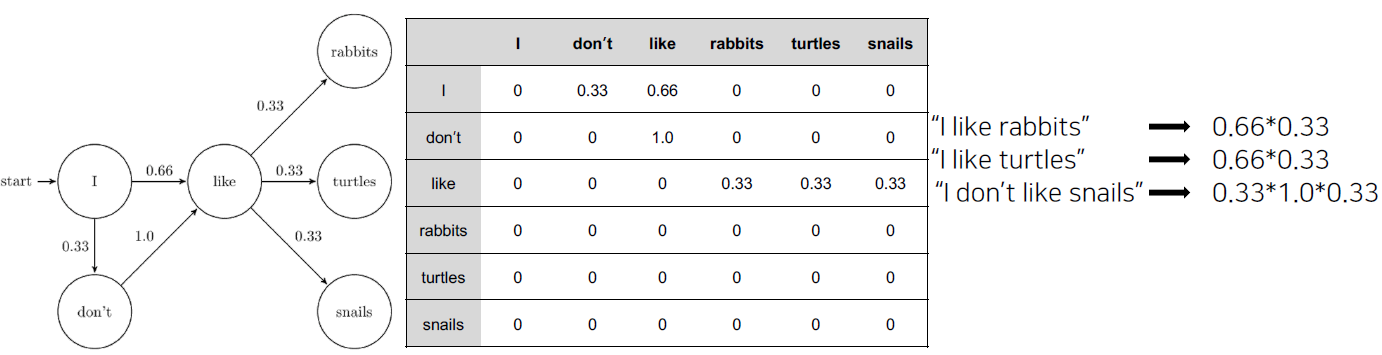 start
I
0.66
like
0.33
rabbits
0.33
turtles
0.33
snails
0.33
don't
1.0
I don't like rabbits turtles snails
I 0 0.33 0.66 0 0 0
don't 0 0 1.0 0 0 0
like 0 0 0 0.33 0.33 0.33
rabbits 0 0 0 0 0 0
turtles 0 0 0 0 0 0
snails 0 0 0 0 0 0
“I like rabbits” → 0.66*0.33
“I like turtles” → 0.66*0.33
“I don’t like snails” → 0.33*1.0*0.33